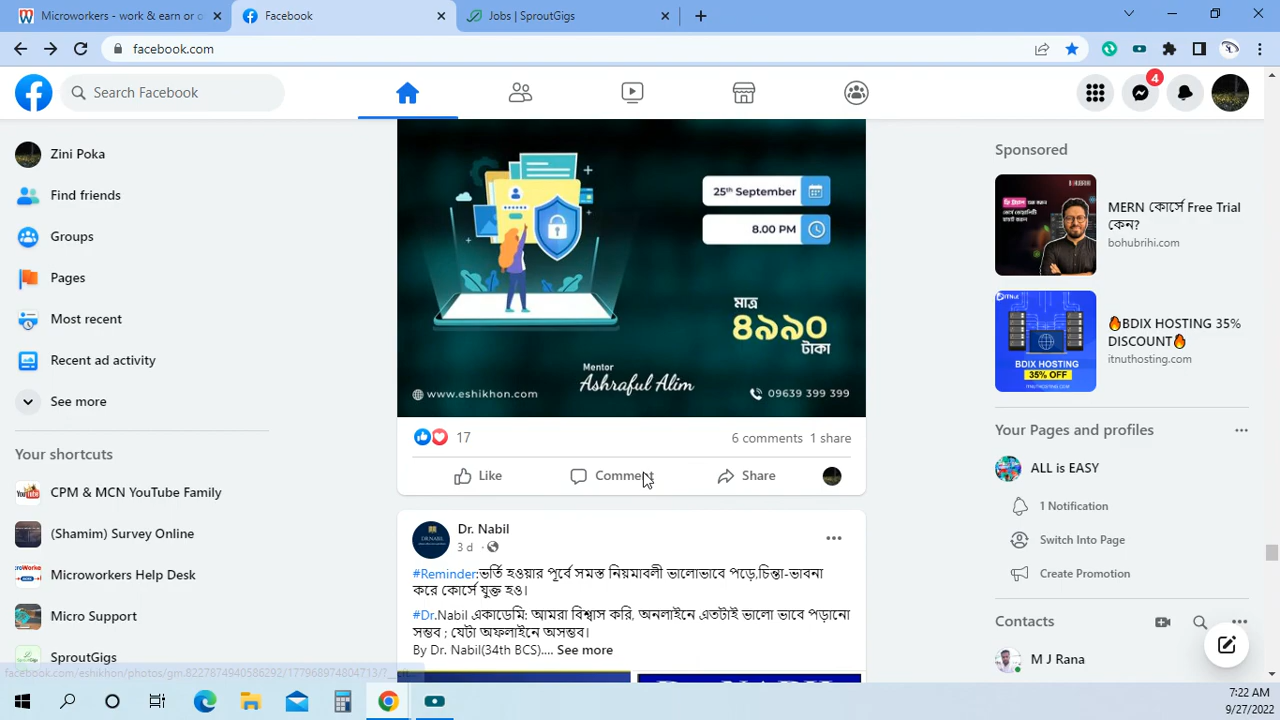 Microworkers - work & earn or o
Facebook
Jobs | SproutGigs
facebook.com
Search Facebook
4
Zini Poka
Find friends
Groups
Pages
Most recent
Recent ad activity
See more
Your shortcuts
CPM & MCN YouTube Family
(Shamim) Survey Online
Microworkers Help Desk
Micro Support
SproutGigs
25th September
8.00 PM
মাত্র
৪৯৯০
টাকা
Mentor
Ashraful Alim
www.eshikhon.com
09639 399 399
17
6 comments 1 share
Like
Comment
Share
Dr. Nabil
3 d
#Reminder:ভর্তি হওয়ার পূর্বে সমস্ত নিয়মাবলী ভালোভাবে পড়ে,চিন্তা-ভাবনা
করে কোর্সে যুক্ত হও।
#Dr.Nabil একাডেমি: আমরা বিশ্বাস করি, অনলাইনে এতটাই ভালো ভাবে পড়ানো
সম্ভব ; যেটা অফলাইনে অসম্ভব।
By Dr. Nabil(34th BCS).... See more
Sponsored
MERN কোর্সে Free Trial
কেন?
bohubrihi.com
🔥BDIX HOSTING 35%
DISCOUNT🔥
itnuthosting.com
BDIX HOSTING
35% OFF
Your Pages and profiles
ALL is EASY
1 Notification
Switch Into Page
Create Promotion
Contacts
M J Rana
7:22 AM
9/27/2022